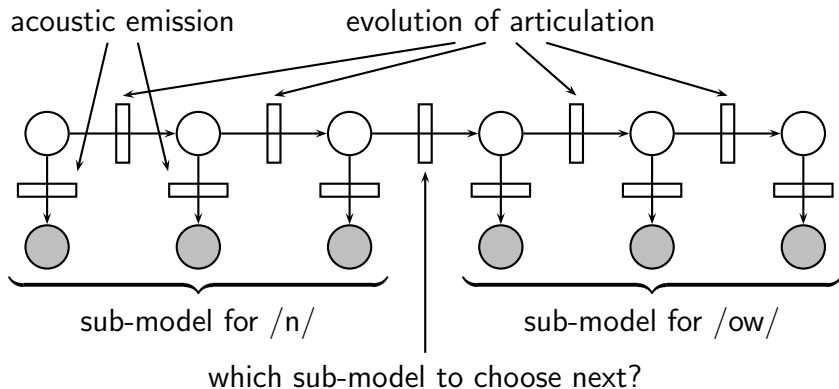 acoustic emission
evolution of articulation
sub-model for /n/
sub-model for /ow/
which sub-model to choose next?